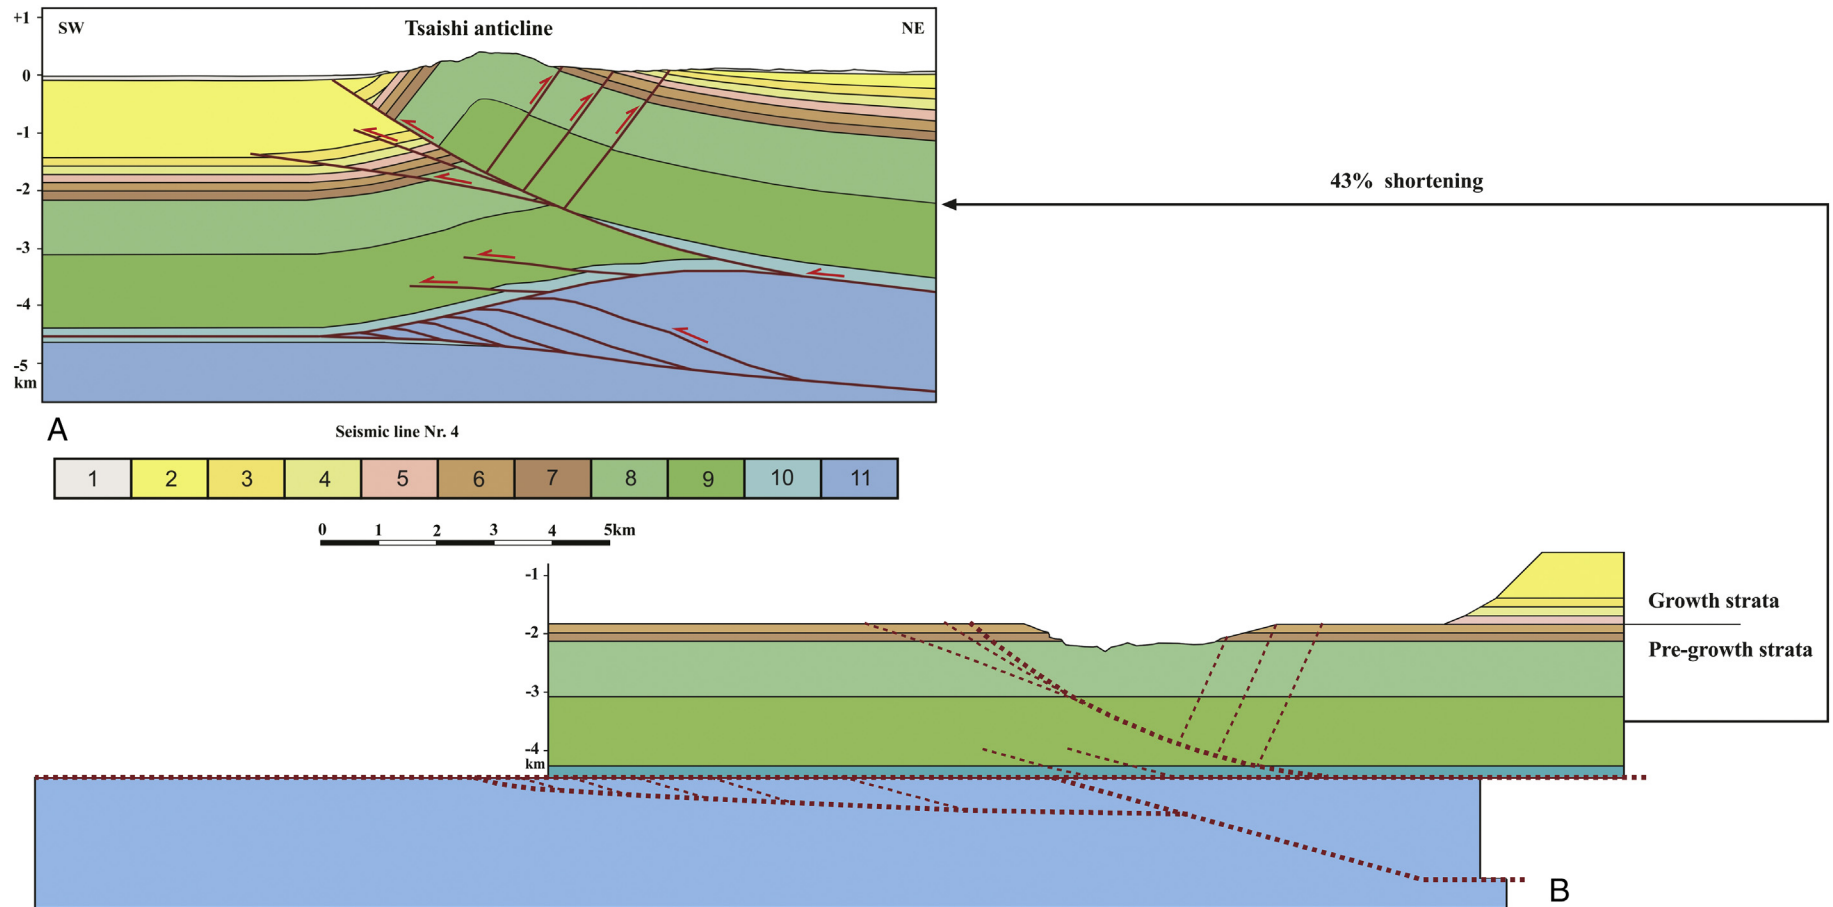 +1
SW
Tsaishi anticline
NE
0
-1
-2
-3
-4
-5
km
43% shortening
A
Seismic line Nr. 4
1 2 3 4 5 6 7 8 9 10 11
0 1 2 3 4 5km
-1
-2
-3
-4
km
Growth strata
Pre-growth strata
B